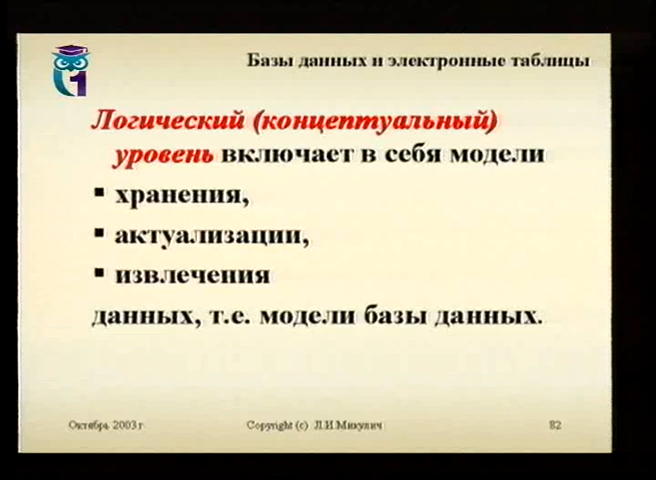 Базы данных и электронные таблицы
1
Логический (концептуальный)
уровень включает в себя модели
▪ хранения,
▪ актуализации,
▪ извлечения
данных, т.е. модели базы данных.
Октябрь 2003 г
Copyright (c) Л.И.Микулич
82